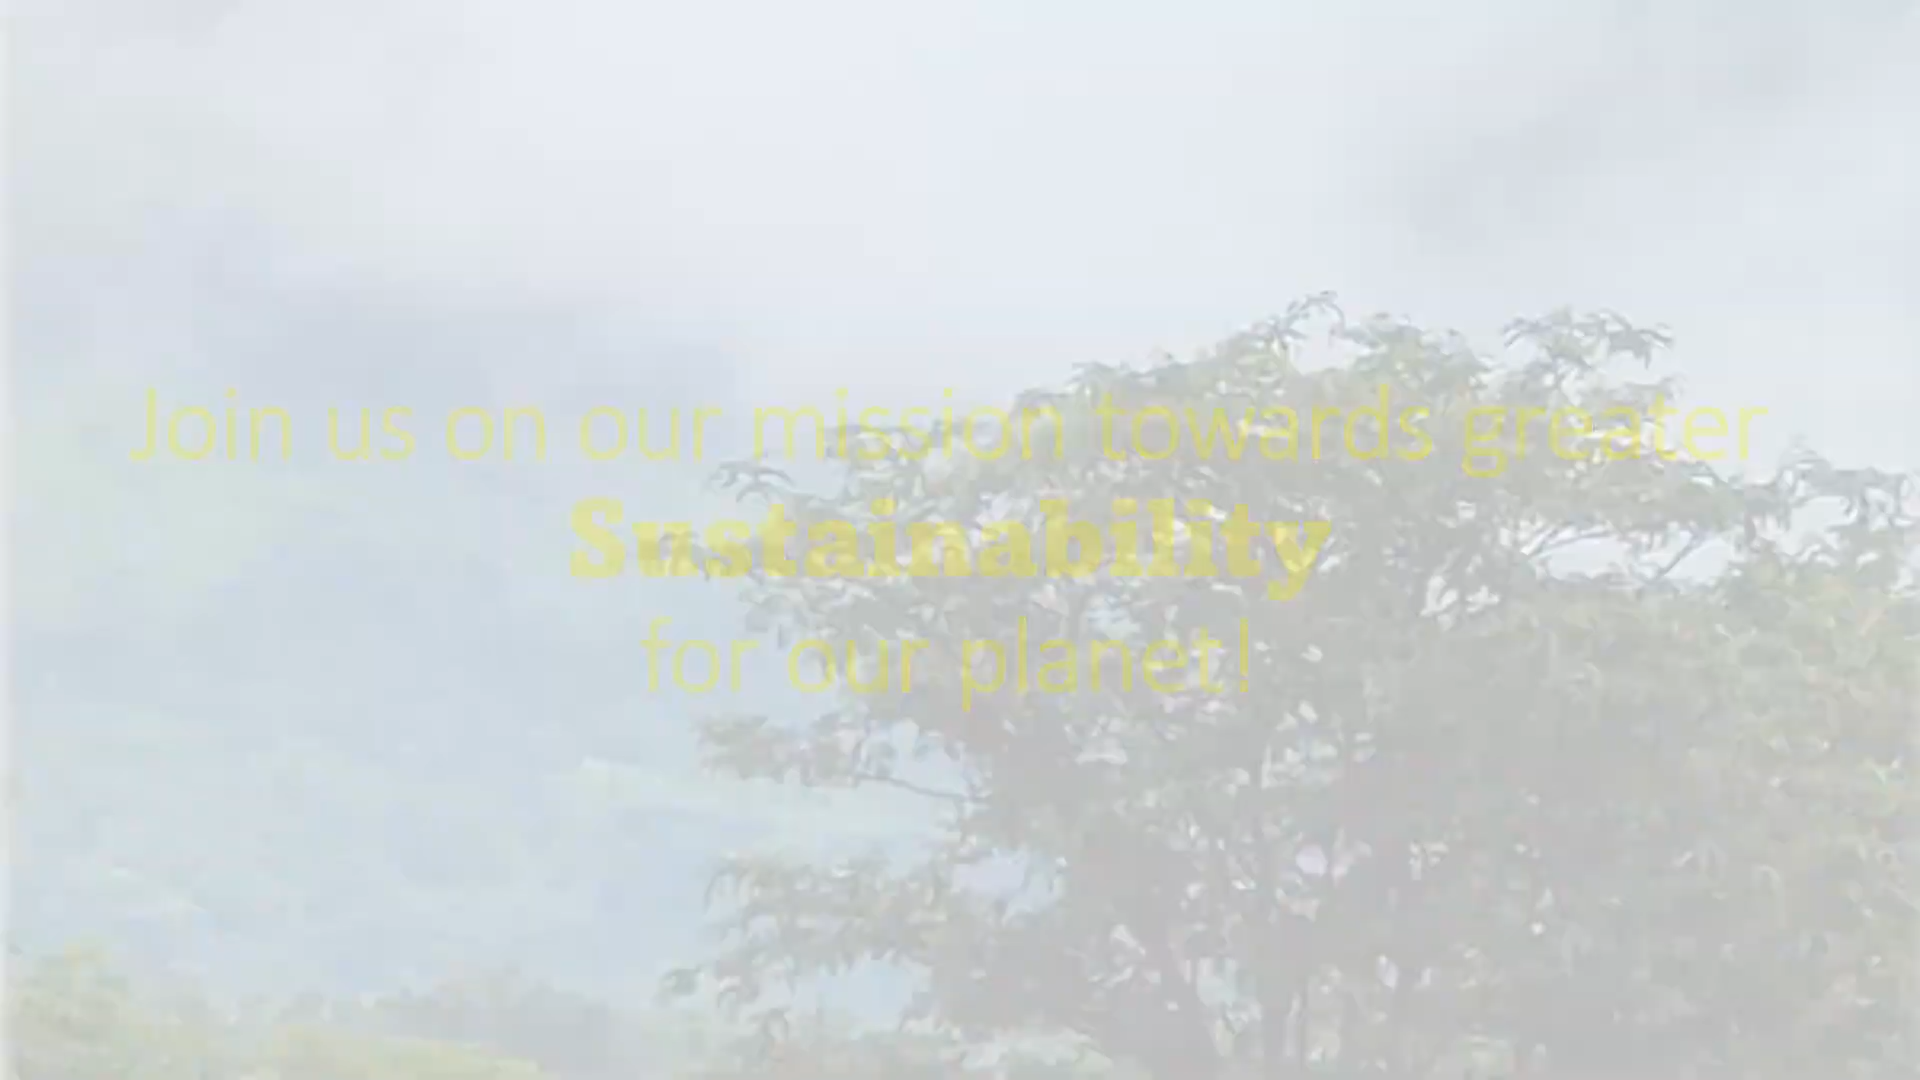 Join us on our mission towards greater
Sustainability
for our planet!